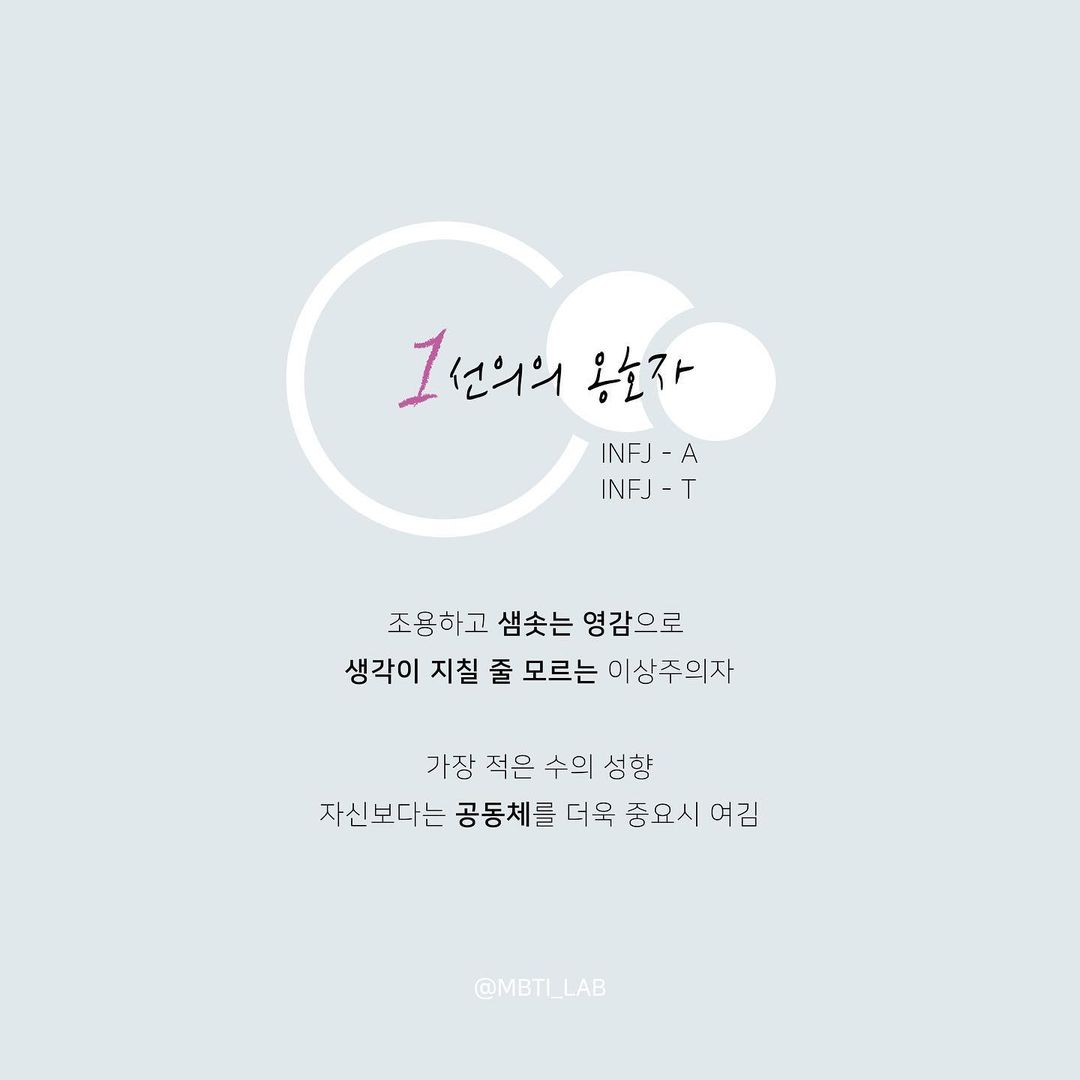 1 선의의 옹호자
INFJ - A
INFJ - T
조용하고 샘솟는 영감으로
생각이 지칠 줄 모르는 이상주의자
가장 적은 수의 성향
자신보다는 공동체를 더욱 중요시 여김
@MBTI_LAB